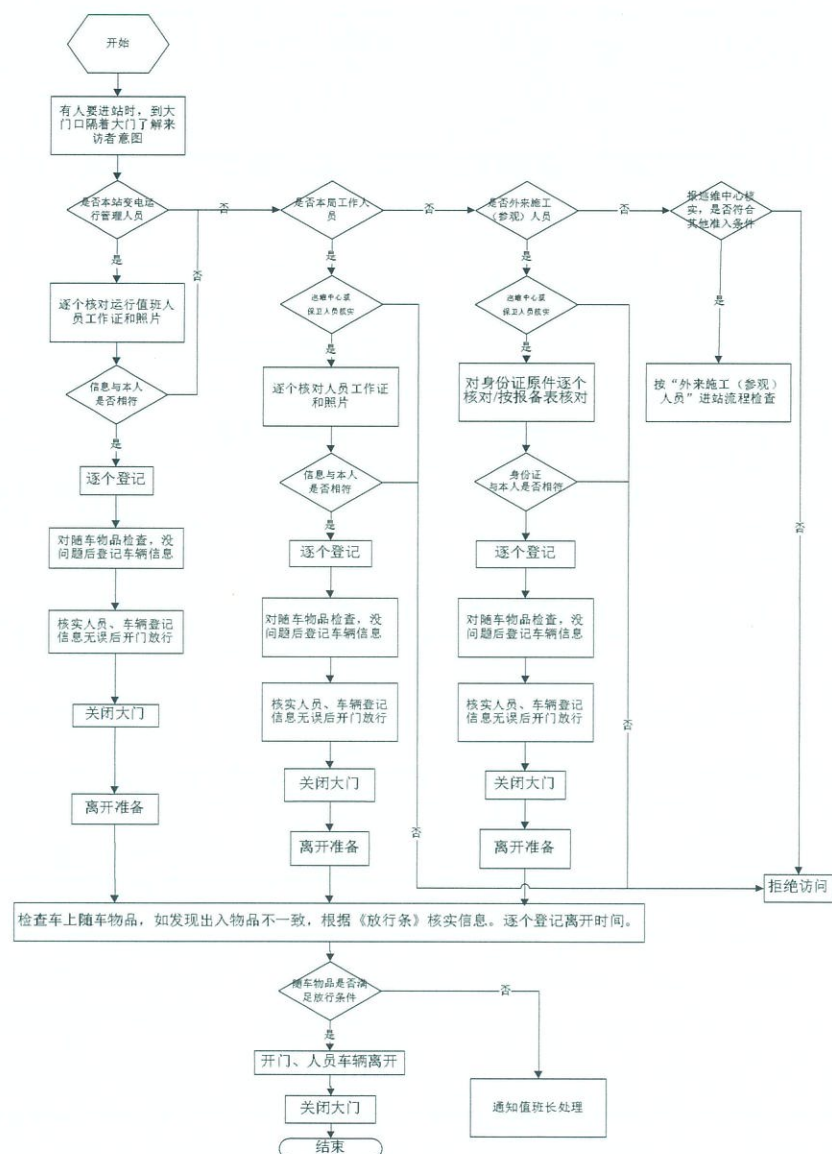 开始
有人要进站时，到大
门口隔着大门了解来
访者意图
是否本站变电运
行管理人员
否
是否本局工作人
员
否
是否外来施工
（参观）人员
否
报巡维中心核
实，是否符合
其他准入条件
是
是
是
否
否
逐个核对运行值班人
员工作证和照片
巡维中心或
保卫人员核实
巡维中心或
保卫人员核实
是
是
是
信息与本人
是否相符
逐个核对人员工作证
和照片
对身份证原件逐个
核对/按报备表核对
按“外来施工（参观）
人员”进站流程检查
是
逐个登记
信息与本人
是否相符
身份证
与本人是否相符
是
是
对随车物品检查，没
问题后登记车辆信息
逐个登记
逐个登记
核实人员、车辆登记
信息无误后开门放行
对随车物品检查，没
问题后登记车辆信息
对随车物品检查，没
问题后登记车辆信息
关闭大门
核实人员、车辆登记
信息无误后开门放行
核实人员、车辆登记
信息无误后开门放行
否
离开准备
关闭大门
关闭大门
否
离开准备
离开准备
拒绝访问
检查车上随车物品，如发现出入物品不一致，根据《放行条》核实信息。逐个登记离开时间。
随车物品是否满
足放行条件
否
是
开门、人员车辆离开
关闭大门
通知值班长处理
结束